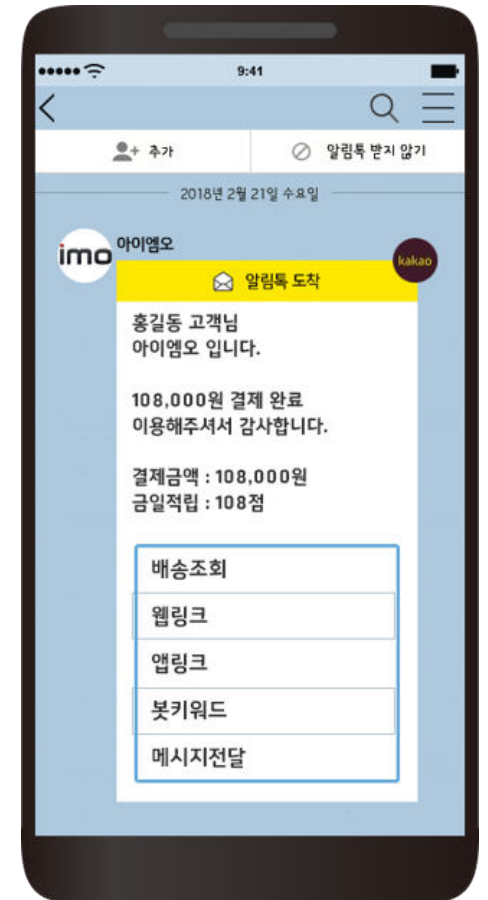 9:41
추가
알림톡 받지 않기
2018년 2월 21일 수요일
imo
아이엠오
kakao
알림톡 도착
홍길동 고객님
아이엠오 입니다.
108,000원 결제 완료
이용해주셔서 감사합니다.
결제금액 : 108,000원
금일적립 : 108점
배송조회
웹링크
앱링크
봇키워드
메시지전달